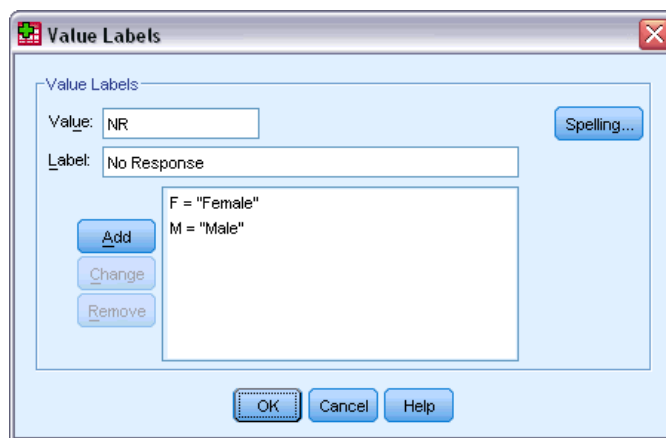 Value Labels
Value Labels
Value: NR
Spelling...
Label: No Response
F = "Female"
M = "Male"
Add
Change
Remove
OK Cancel Help